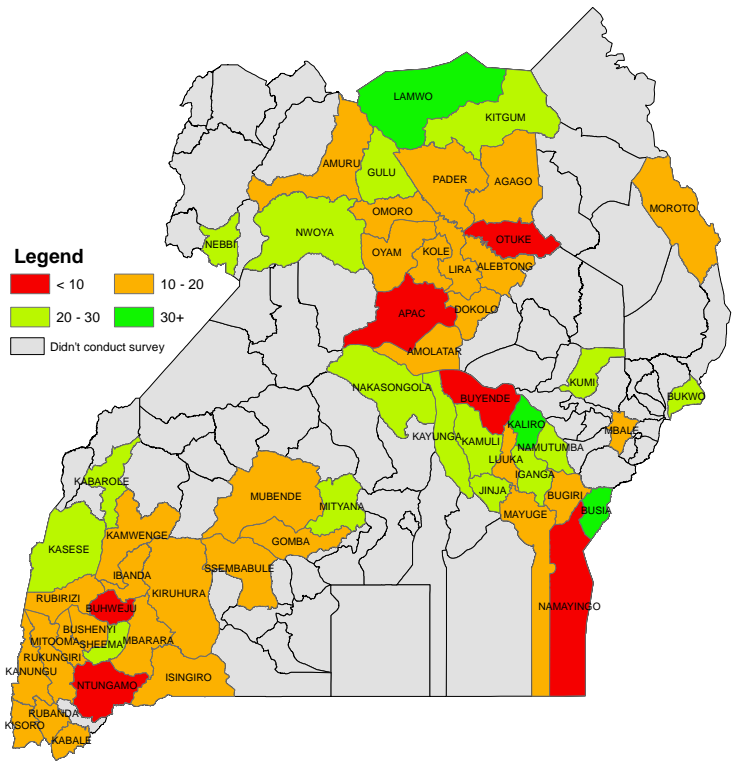 LAMWO
KITGUM
AMURU
GULU
PADER
AGAGO
MOROTO
OMORO
NWOYA
OTUKE
NEBBI
OYAM
KOLE
LIRA
ALEBTONG
Legend
< 10
10 - 20
20 - 30
30+
Didn't conduct survey
APAC
DOKOLO
AMOLATAR
NAKASONGOLA
KUMI
BUKWO
BUYENDE
KALIRO
MBALE
KAYUNGA
KAMULI
NAMUTUMBA
LUUKA
IGANGA
KABAROLE
JINJA
BUGIRI
MUBENDE
MITYANA
MAYUGE
BUSIA
KAMWENGE
GOMBA
KASESE
IBANDA
SSEMBABULE
KIRUHURA
RUBIRIZI
BUHWEJU
NAMAYINGO
BUSHENYI
MITOOMA
SHEEMA
MBARARA
RUKUNGIRI
KANUNGU
ISINGIRO
NTUNGAMO
RUBANDA
KISORO
KABALE